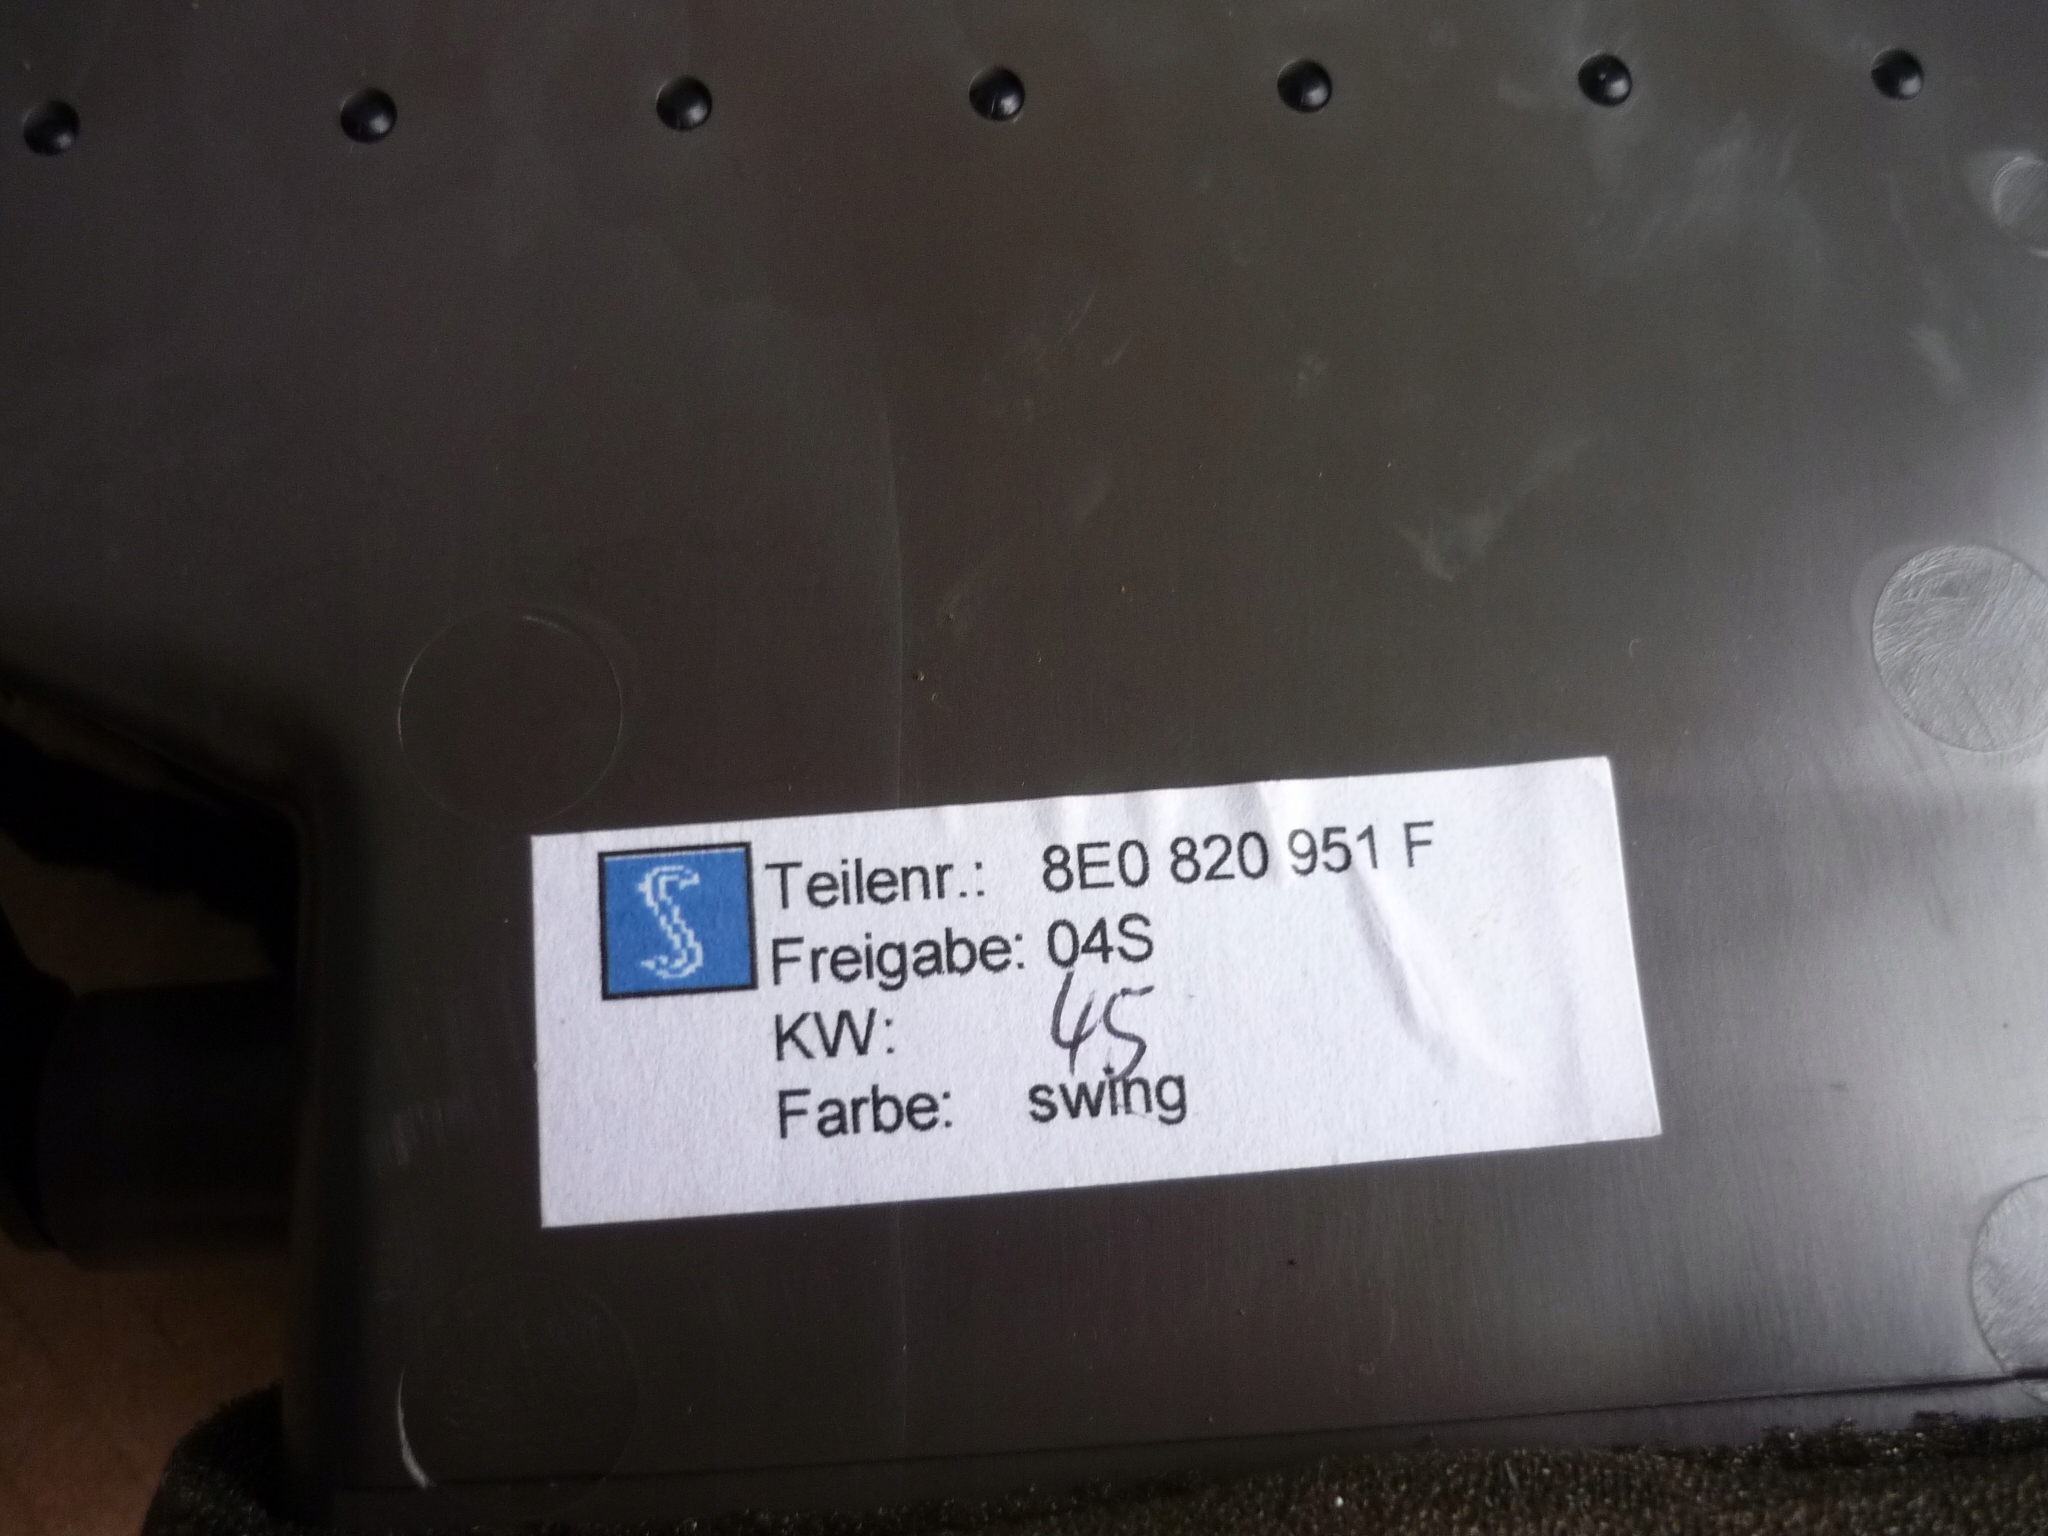 Teilenr.: 8E0 820 951 F
Freigabe: 04S
KW: 45
Farbe: swing